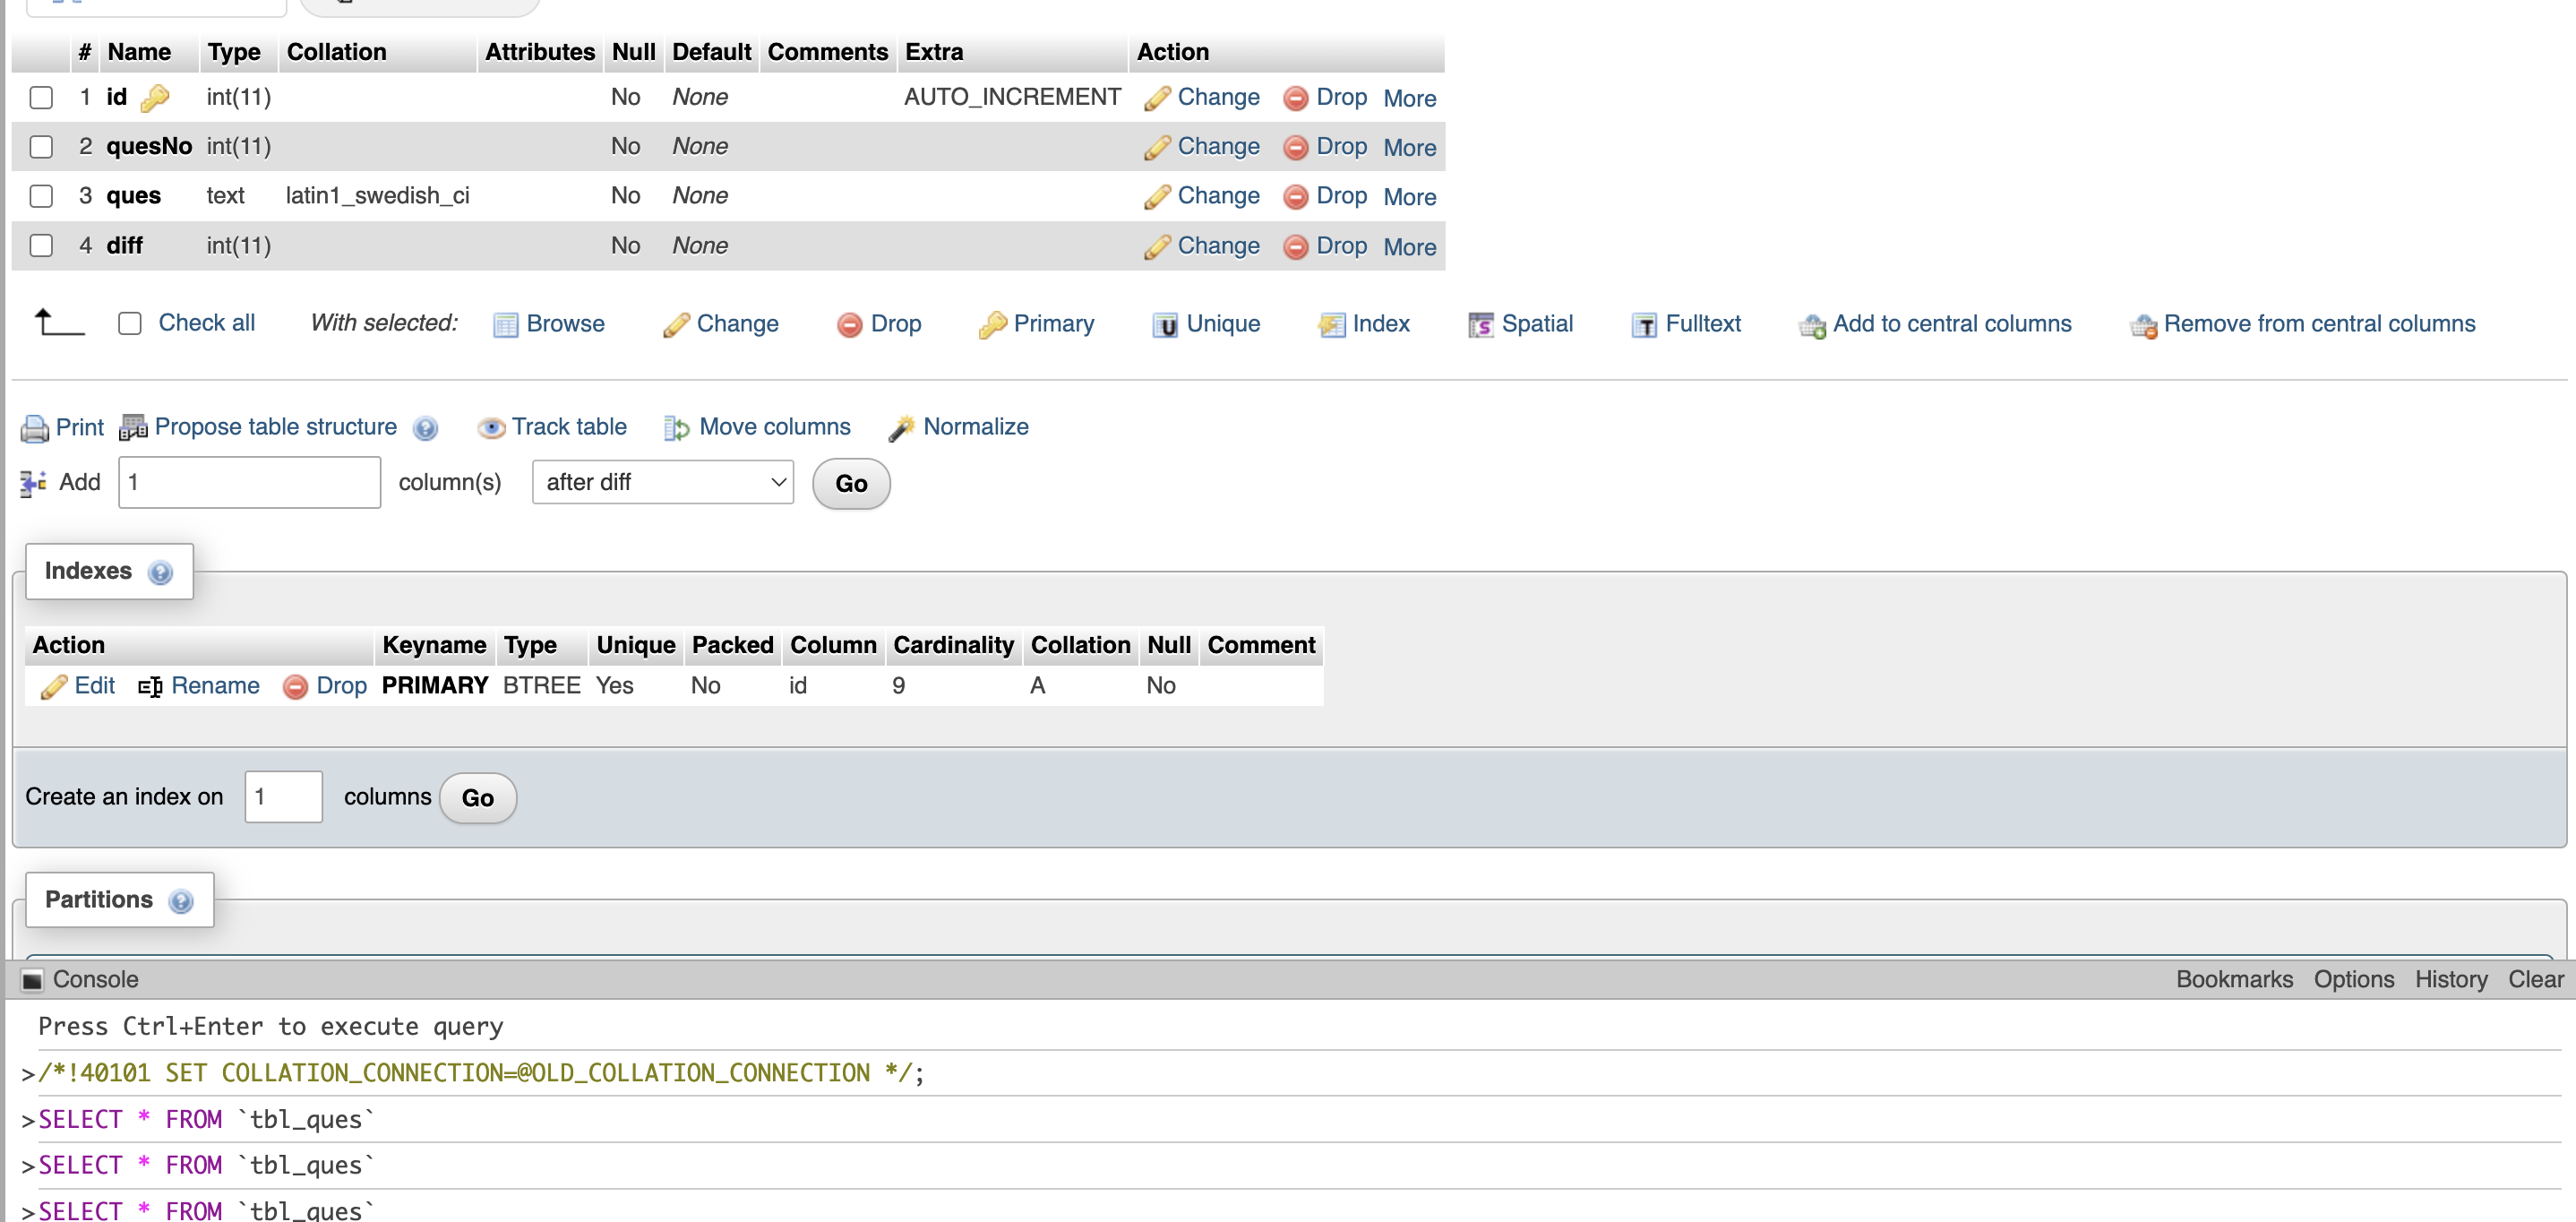 # Name Type Collation Attributes Null Default Comments Extra Action
1 id int(11) No None AUTO_INCREMENT Change Drop More
2 quesNo int(11) No None Change Drop More
3 ques text latin1_swedish_ci No None Change Drop More
4 diff int(11) No None Change Drop More
Check all With selected: Browse Change Drop Primary Unique Index Spatial Fulltext Add to central columns Remove from central columns
Print Propose table structure Track table Move columns Normalize
Add 1 column(s) after diff Go
Indexes
Action Keyname Type Unique Packed Column Cardinality Collation Null Comment
Edit Rename Drop PRIMARY BTREE Yes No id 9 A No
Create an index on 1 columns Go
Partitions
Console Bookmarks Options History Clear
Press Ctrl+Enter to execute query
>/*!40101 SET COLLATION_CONNECTION=@OLD_COLLATION_CONNECTION */;
>SELECT * FROM `tbl_ques`
>SELECT * FROM `tbl_ques`
>SELECT * FROM `tbl_ques`